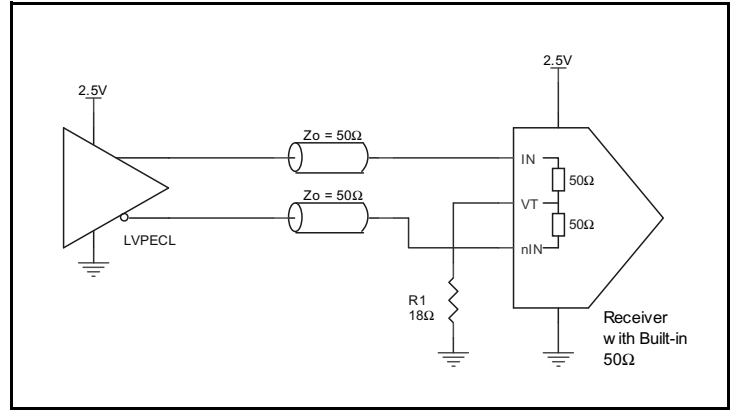 2.5V
2.5V
Zo = 50Ω
IN
50Ω
Zo = 50Ω
VT
50Ω
nIN
LVPECL
R1
18Ω
Receiver
with Built-in
50Ω